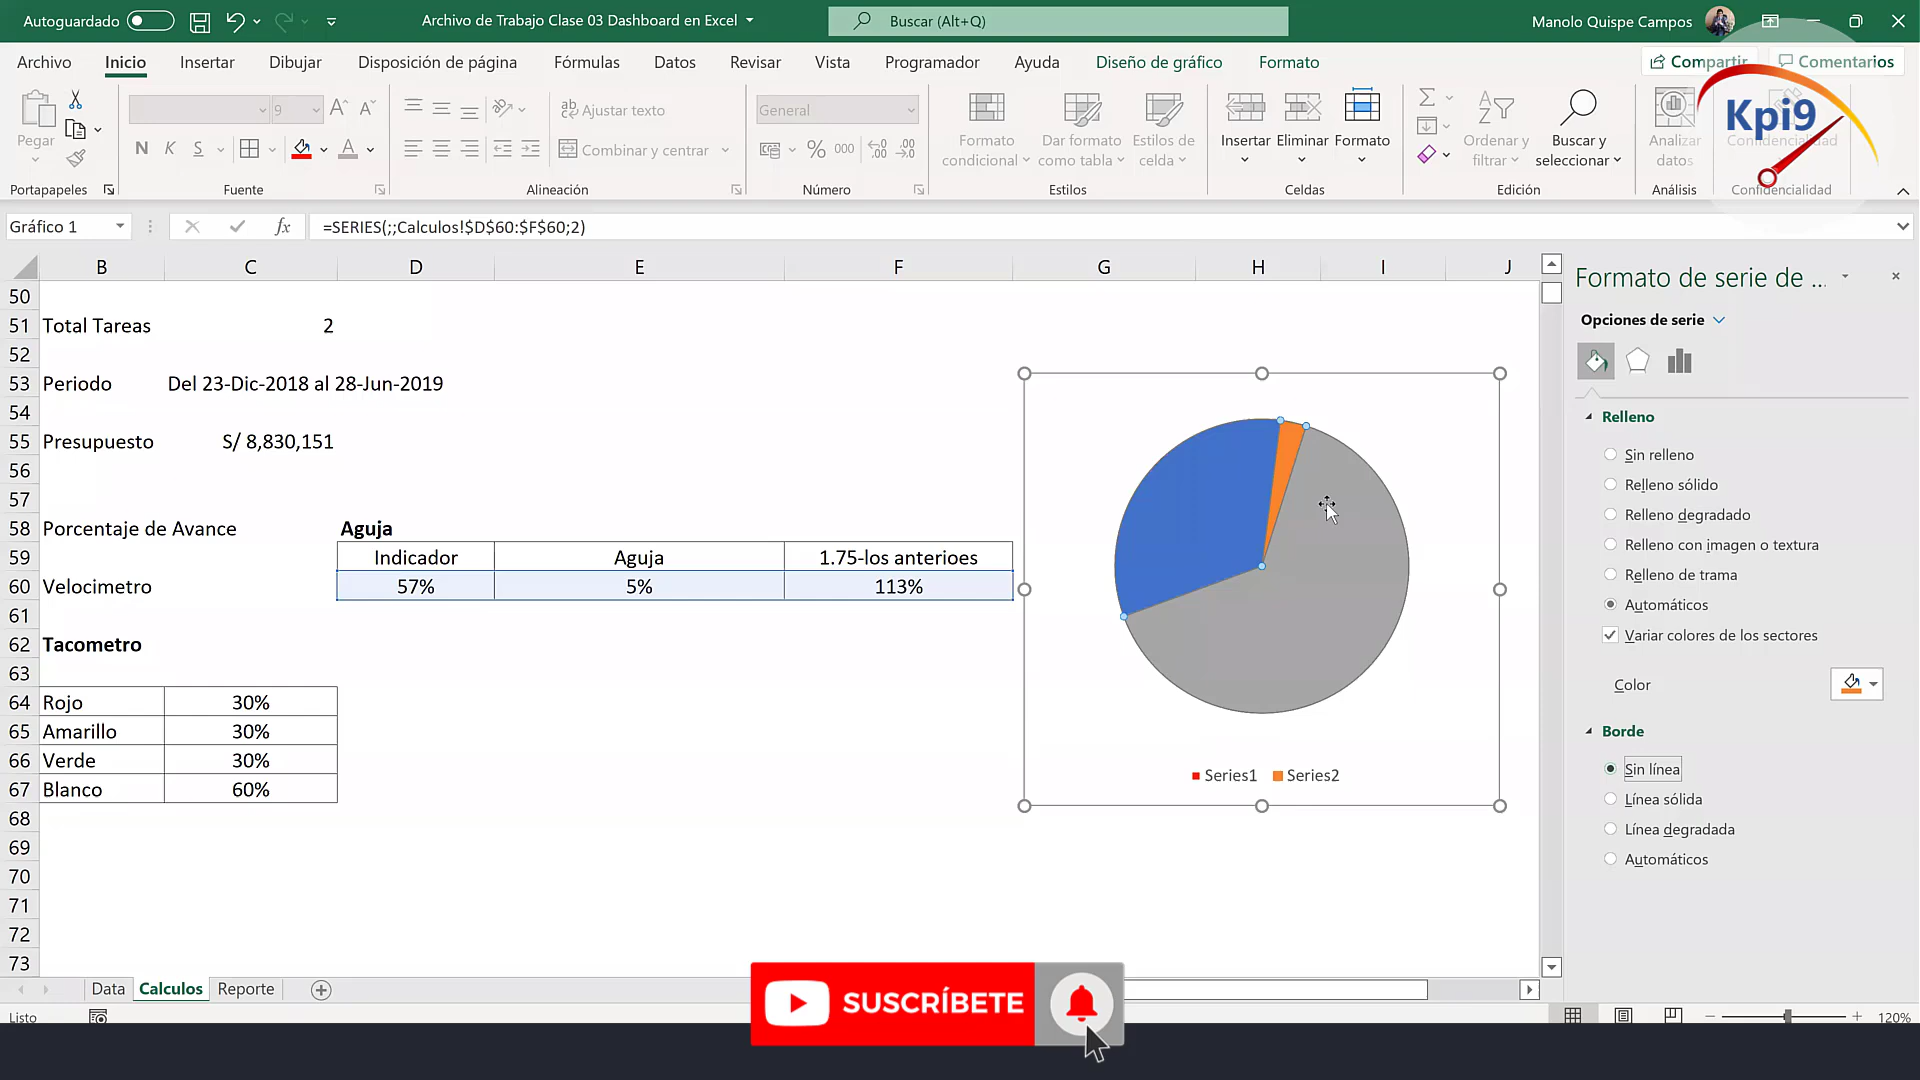 Autoguardado
Archivo de Trabajo Clase 03 Dashboard en Excel
Buscar (Alt+Q)
Manolo Quispe Campos
Archivo Inicio Insertar Dibujar Disposición de página Fórmulas Datos Revisar Vista Programador Ayuda Diseño de gráfico Formato
Compartir Comentarios
Kpi9
Pegar
9
N K S
Ajustar texto
Combinar y centrar
General
% 000
Formato condicional
Dar formato como tabla
Estilos de celda
Insertar Eliminar Formato
Ordenar y filtrar
Buscar y seleccionar
Analizar datos
Confidencialidad
Portapapeles Fuente Alineación Número Estilos Celdas Edición Análisis Confidencialidad
Gráfico 1 fx =SERIES(;;Calculos!$D$60:$F$60;2)
B C D E F G H I J
50
51 Total Tareas 2
52
53 Periodo Del 23-Dic-2018 al 28-Jun-2019
54
55 Presupuesto S/ 8,830,151
56
57
58 Porcentaje de Avance Aguja
59 Indicador Aguja 1.75-los anterioes
60 Velocimetro 57% 5% 113%
61
62 Tacometro
63
64 Rojo 30%
65 Amarillo 30%
66 Verde 30%
67 Blanco 60%
68
69
70
71
72
73
Series1 Series2
Formato de serie de ...
Opciones de serie
Relleno
Sin relleno
Relleno sólido
Relleno degradado
Relleno con imagen o textura
Relleno de trama
Automáticos
Variar colores de los sectores
Color
Borde
Sin línea
Línea sólida
Línea degradada
Automáticos
Data Calculos Reporte
SUSCRÍBETE
Listo
120%